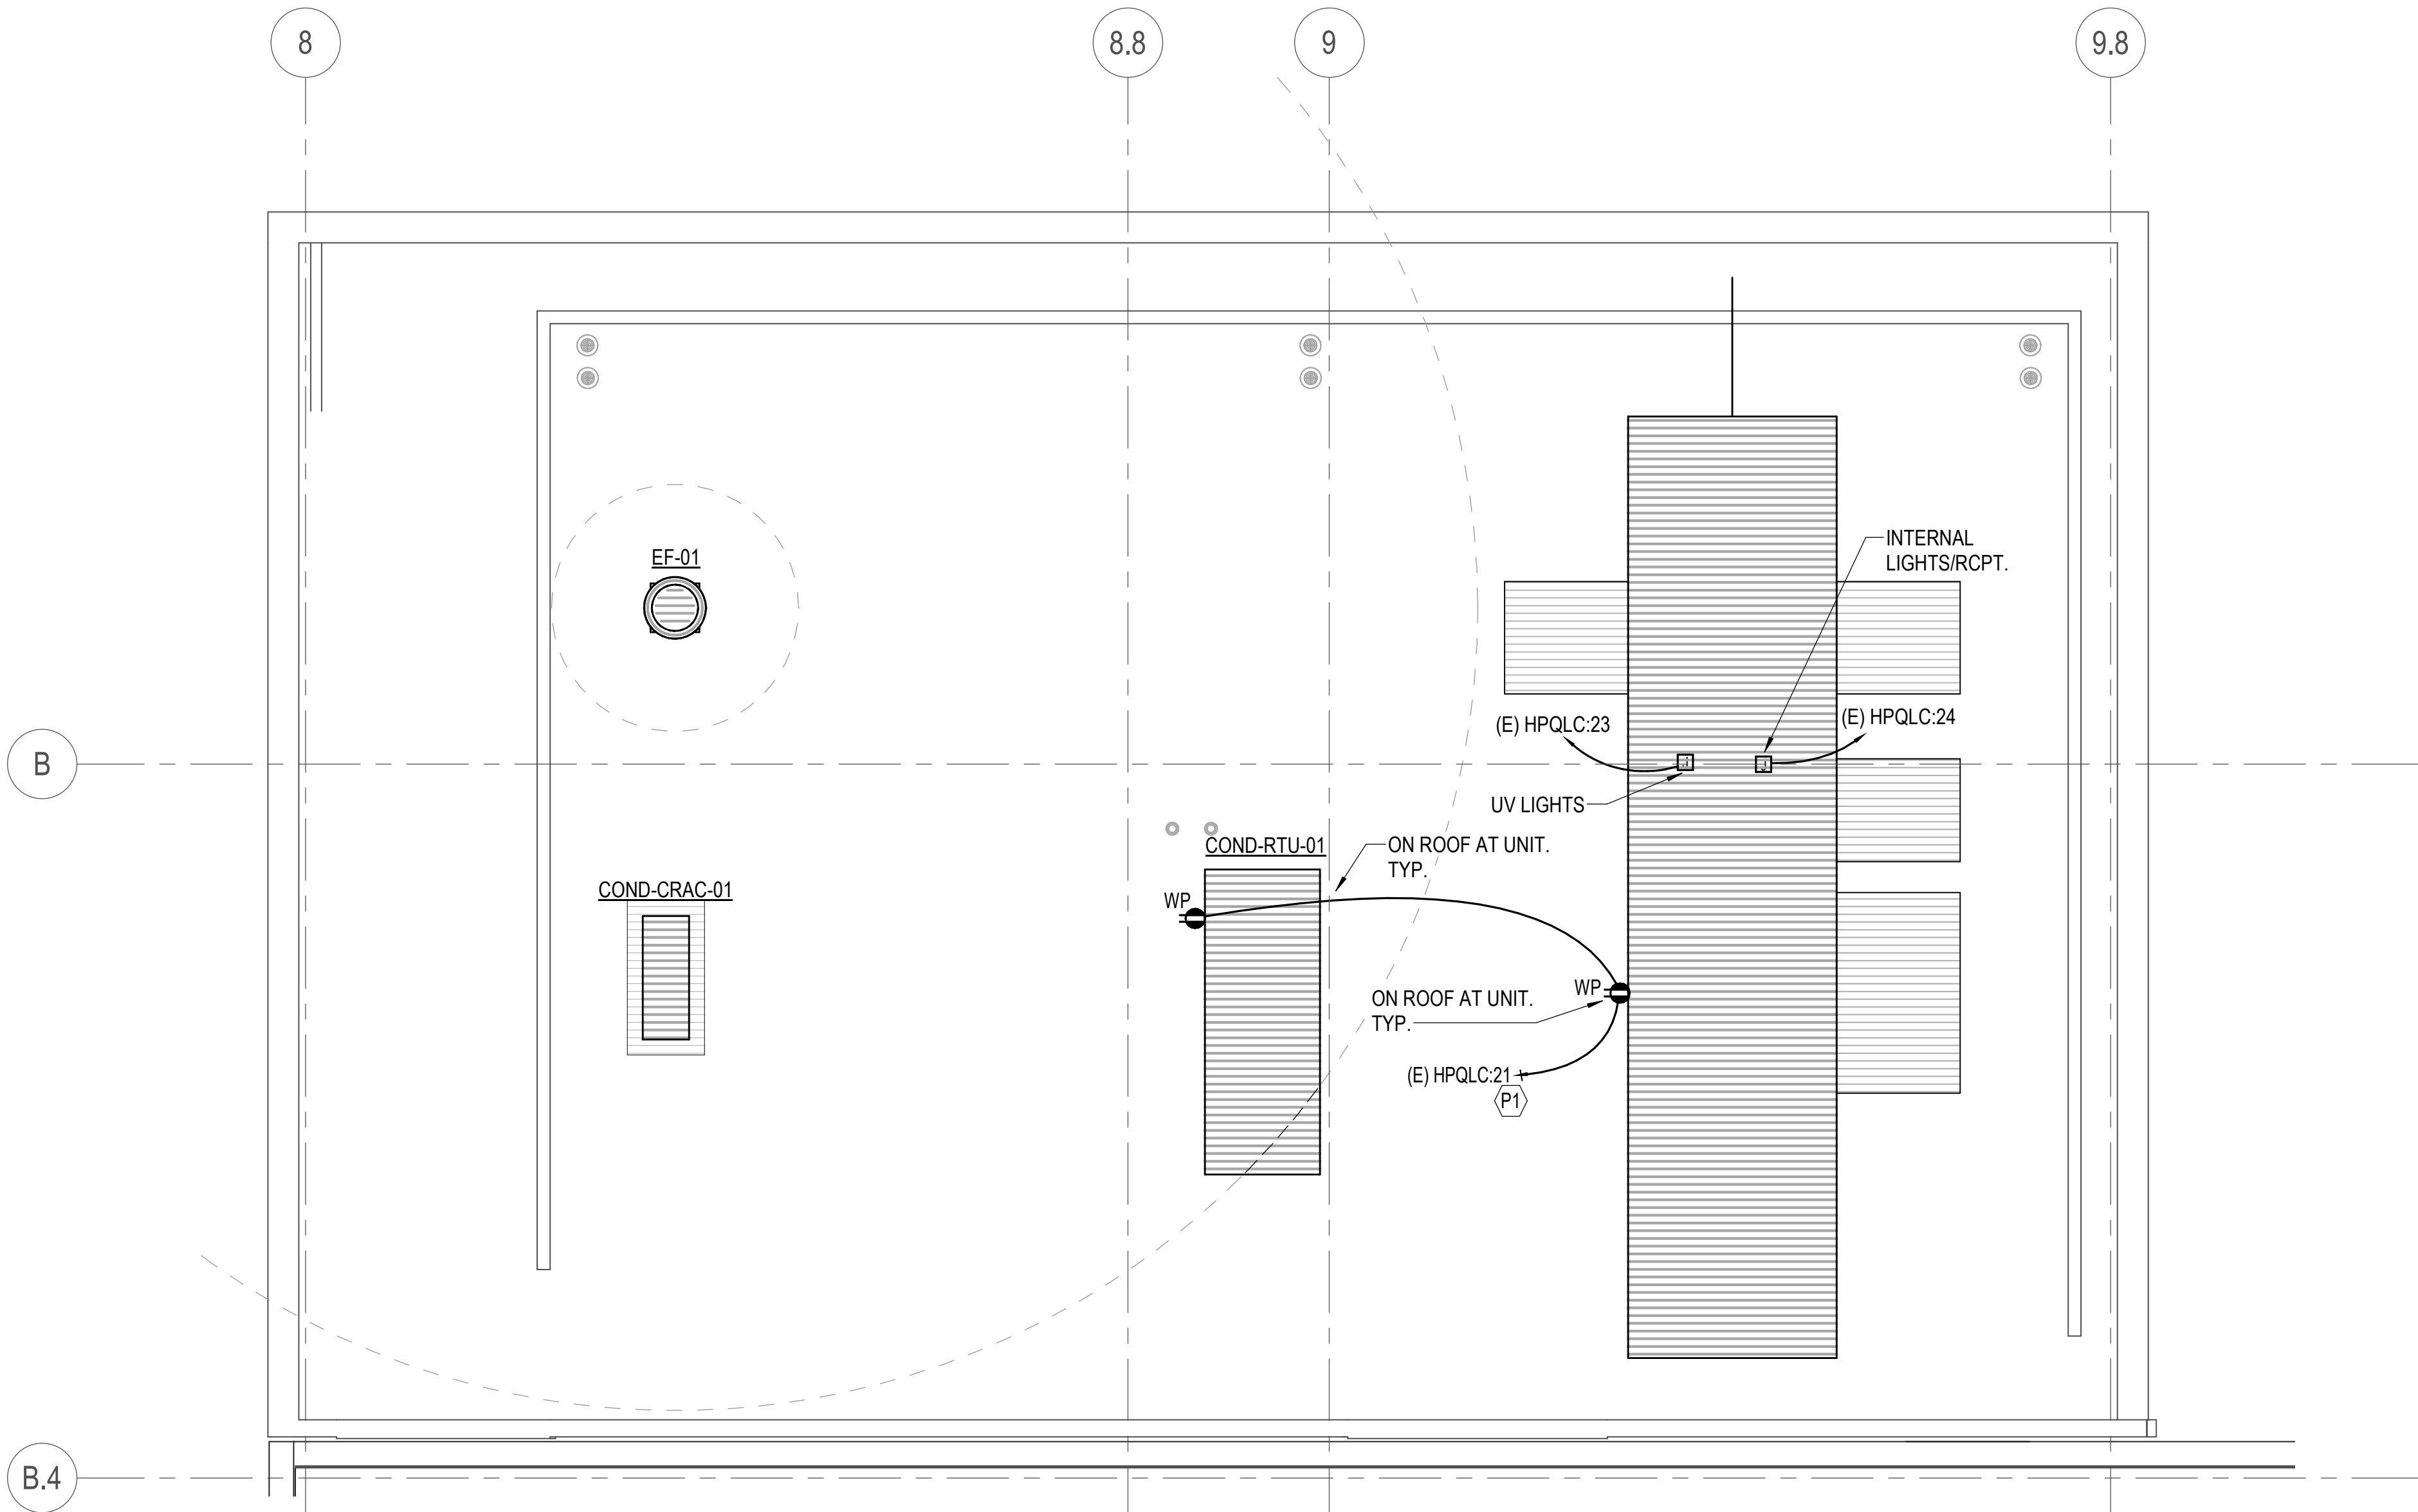 8
8.8
9
9.8
EF-01
INTERNAL
LIGHTS/RCPT.
(E) HPQLC:23
(E) HPQLC:24
B
UV LIGHTS
COND-RTU-01
ON ROOF AT UNIT.
TYP.
COND-CRAC-01
WP
WP
ON ROOF AT UNIT.
TYP.
(E) HPQLC:21
P1
B.4